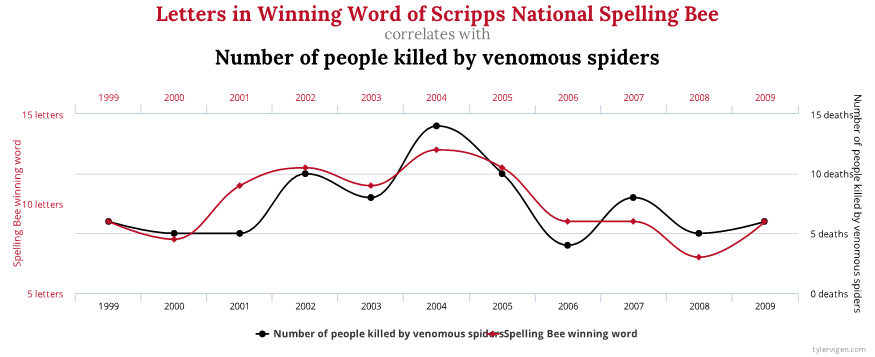 Letters in Winning Word of Scripps National Spelling Bee
correlates with
Number of people killed by venomous spiders
1999 2000 2001 2002 2003 2004 2005 2006 2007 2008 2009
15 letters
10 letters
5 letters
Spelling Bee winning word
15 deaths
10 deaths
5 deaths
0 deaths
Number of people killed by venomous spiders
1999 2000 2001 2002 2003 2004 2005 2006 2007 2008 2009
Number of people killed by venomous spiders Spelling Bee winning word
tylervigen.com